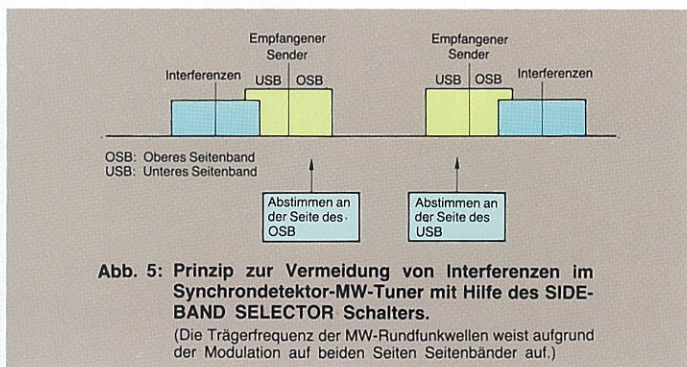 Empfangener
Sender
Empfangener
Sender
Interferenzen
USB OSB
USB OSB
Interferenzen
OSB: Oberes Seitenband
USB: Unteres Seitenband
Abstimmen an
der Seite des
OSB
Abstimmen an
der Seite des
USB
Abb. 5: Prinzip zur Vermeidung von Interferenzen im
Synchrondetektor-MW-Tuner mit Hilfe des SIDE-
BAND SELECTOR Schalters.
(Die Trägerfrequenz der MW-Rundfunkwellen weist aufgrund
der Modulation auf beiden Seiten Seitenbänder auf.)